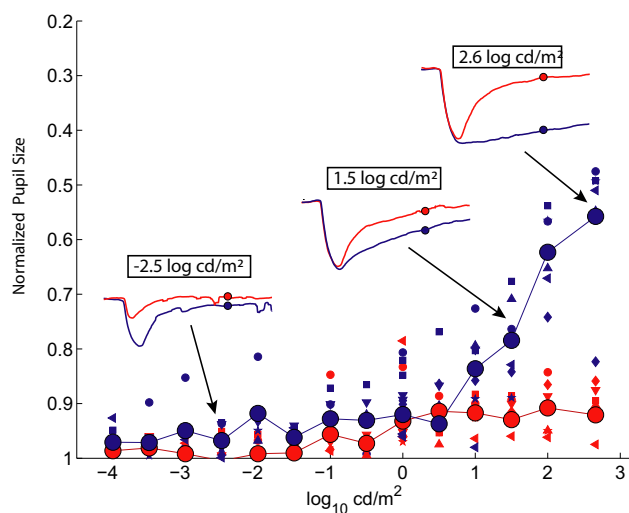 0.2
0.3
0.4
0.5
0.6
0.7
0.8
0.9
1
Normalized Pupil Size
2.6 log cd/m²
1.5 log cd/m²
-2.5 log cd/m²
−4 −3 −2 −1 0 1 2 3
log₁₀ cd/m²